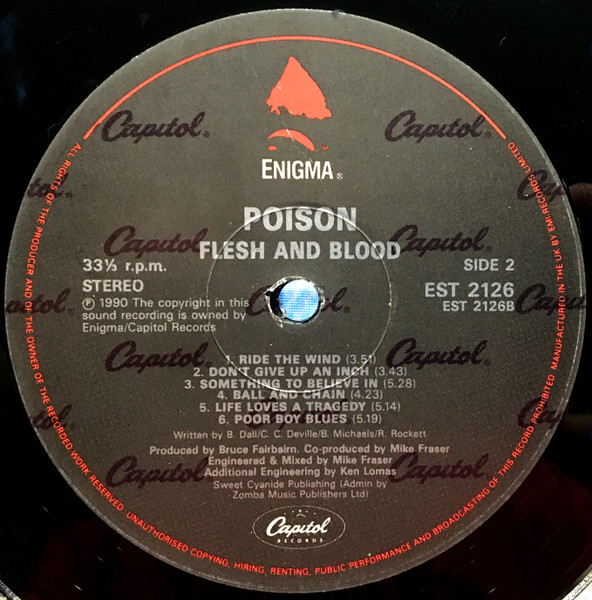 ENIGMA®
POISON
FLESH AND BLOOD
33⅓ r.p.m.
STEREO
SIDE 2
EST 2126
EST 2126B
℗ 1990 The copyright in this
sound recording is owned by
Enigma/Capitol Records
1. RIDE THE WIND (3.51)
2. DON'T GIVE UP AN INCH (3.43)
3. SOMETHING TO BELIEVE IN (5.28)
4. BALL AND CHAIN (4.23)
5. LIFE LOVES A TRAGEDY (5.14)
6. POOR BOY BLUES (5.19)
Written by B. Dall/C. C. Deville/B. Michaels/R. Rockett
Produced by Bruce Fairbairn. Co-produced by Mike Fraser
Engineered & Mixed by Mike Fraser
Additional Engineering by Ken Lomas
Sweet Cyanide Publishing (Admin by
Zomba Music Publishers Ltd)
Capitol
RECORDS
ALL RIGHTS OF THE PRODUCER AND OF THE OWNER OF THE RECORDED WORK RESERVED. UNAUTHORISED COPYING, HIRING, RENTING, PUBLIC PERFORMANCE AND BROADCASTING OF THIS RECORD PROHIBITED. MANUFACTURED IN THE UK BY EMI RECORDS LIMITED
Capitol®
Capitol®
Capitol
Capitol
Capitol
Capitol
Capitol
Capitol
Capitol
Capitol